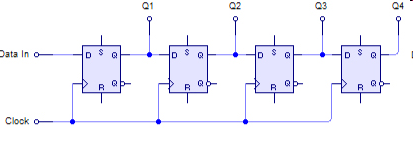 Q1 Q2 Q3 Q4
Data In
D S Q D S Q D S Q D S Q
R Q R Q R Q R Q
Clock